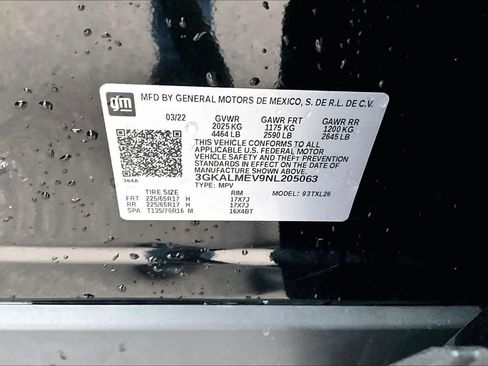 gm MFD BY GENERAL MOTORS DE MEXICO, S. DE R.L. DE C.V.
03/22 GVWR GAWR FRT GAWR RR
2025 KG 1175 KG 1200 KG
4464 LB 2590 LB 2645 LB
THIS VEHICLE CONFORMS TO ALL
APPLICABLE U.S. FEDERAL MOTOR
VEHICLE SAFETY, BUMPER, AND THEFT
PREVENTION STANDARDS IN EFFECT ON THE DATE OF
MANUFACTURE SHOWN ABOVE.
3GKALMEV9NL205063
TYPE: MPV MODEL: 93TXL26
TIRE SIZE RIM
FRT 225/65R17 H 17X7J
RR 225/65R17 H 17X7J
SPA T135/70R16 M 16X4BT